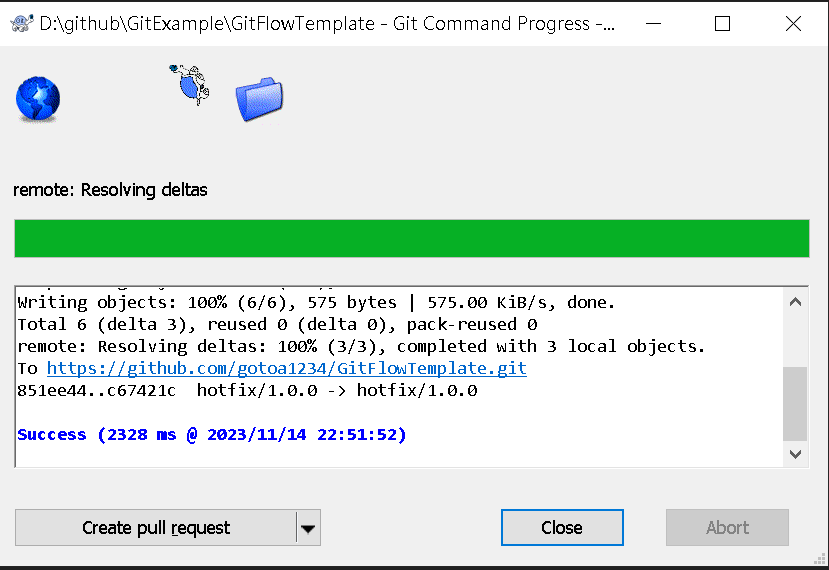 D:\github\GitExample\GitFlowTemplate - Git Command Progress -...
remote: Resolving deltas
Writing objects: 100% (6/6), 575 bytes | 575.00 KiB/s, done.
Total 6 (delta 3), reused 0 (delta 0), pack-reused 0
remote: Resolving deltas: 100% (3/3), completed with 3 local objects.
To https://github.com/gotoa1234/GitFlowTemplate.git
851ee44..c67421c  hotfix/1.0.0 -> hotfix/1.0.0
Success (2328 ms @ 2023/11/14 22:51:52)
Create pull request
Close
Abort